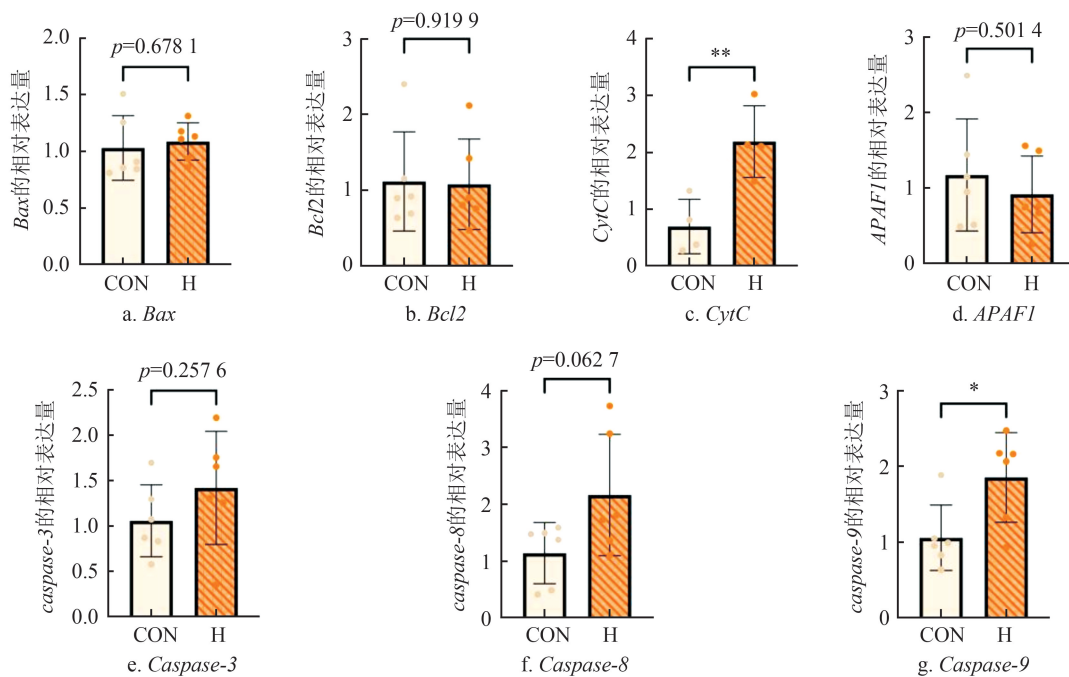 p=0.678 1
Bax的相对表达量
2.0
1.5
1.0
0.5
0.0
CON H
a. Bax
p=0.919 9
Bcl2的相对表达量
3
2
1
0
CON H
b. Bcl2
**
CytC的相对表达量
4
3
2
1
0
CON H
c. CytC
p=0.501 4
APAF1的相对表达量
3
2
1
0
CON H
d. APAF1
p=0.257 6
caspase-3的相对表达量
2.5
2.0
1.5
1.0
0.5
0.0
CON H
e. Caspase-3
p=0.062 7
caspase-8的相对表达量
4
3
2
1
0
CON H
f. Caspase-8
*
caspase-9的相对表达量
3
2
1
0
CON H
g. Caspase-9